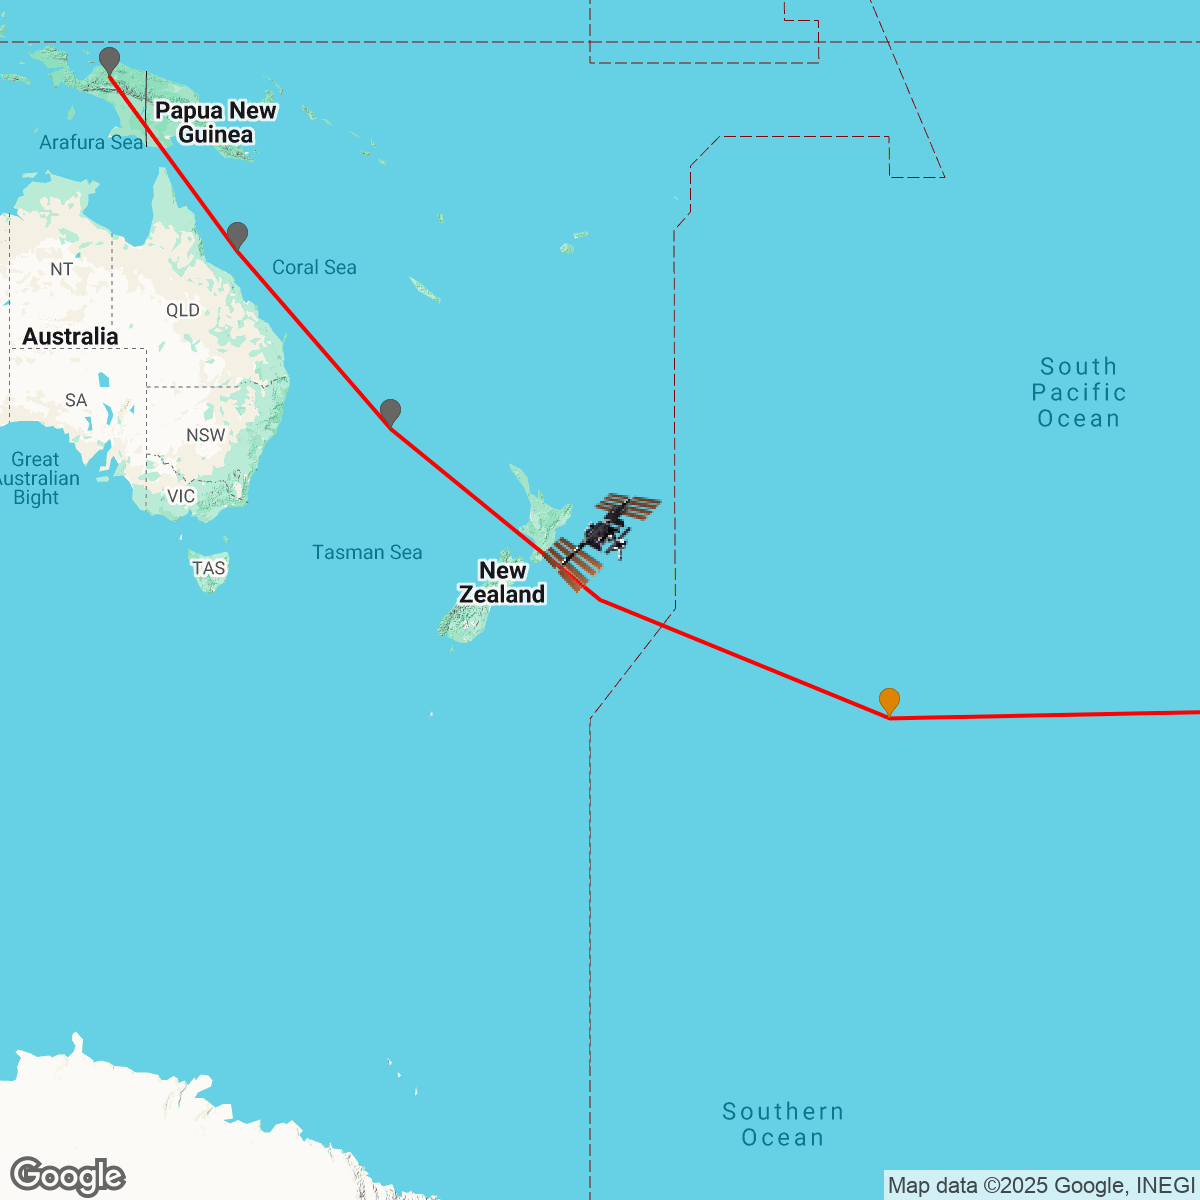 Papua New
Guinea
Arafura Sea
NT
Coral Sea
QLD
Australia
South
Pacific
Ocean
SA
NSW
Great
Australian
Bight
VIC
Tasman Sea
TAS
New
Zealand
Southern
Ocean
Google
Map data ©2025 Google, INEGI